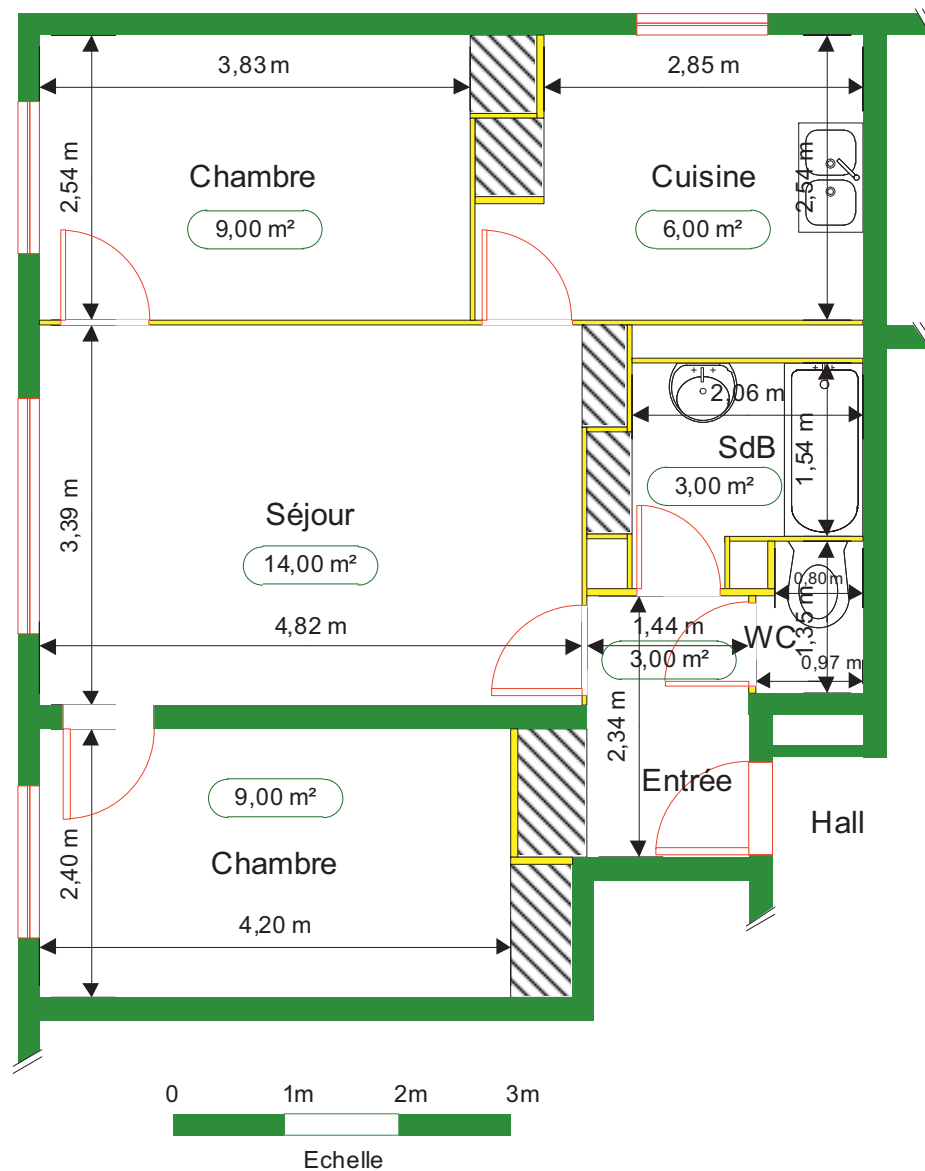 3,83 m
2,85 m
2,54 m
Chambre
9,00 m²
Cuisine
6,00 m²
2,54 m
3,39 m
Séjour
14,00 m²
4,82 m
2,06 m
SdB
3,00 m²
1,54 m
0,80m
1,35 m
WC
0,97 m
1,44 m
3,00 m²
2,34 m
Entrée
Hall
9,00 m²
Chambre
2,40 m
4,20 m
0 1m 2m 3m
Echelle